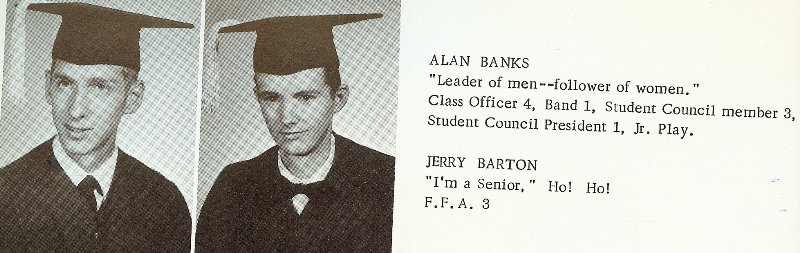 ALAN BANKS
"Leader of men--follower of women."
Class Officer 4, Band 1, Student Council member 3,
Student Council President 1, Jr. Play.
JERRY BARTON
"I'm a Senior," Ho! Ho!
F.F.A. 3